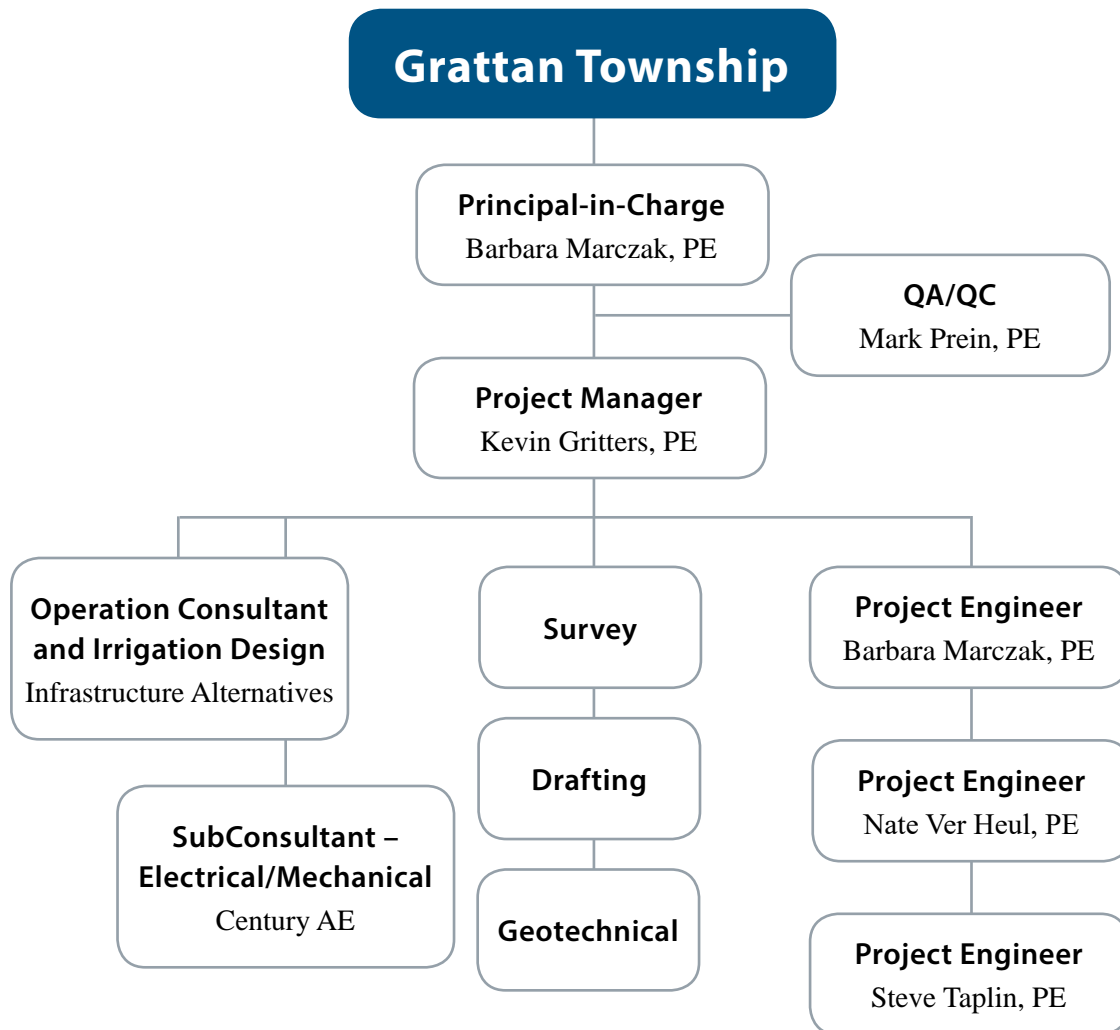 Grattan Township
Principal-in-Charge
Barbara Marczak, PE
QA/QC
Mark Prein, PE
Project Manager
Kevin Gritters, PE
Operation Consultant
and Irrigation Design
Infrastructure Alternatives
SubConsultant –
Electrical/Mechanical
Century AE
Survey
Drafting
Geotechnical
Project Engineer
Barbara Marczak, PE
Project Engineer
Nate Ver Heul, PE
Project Engineer
Steve Taplin, PE